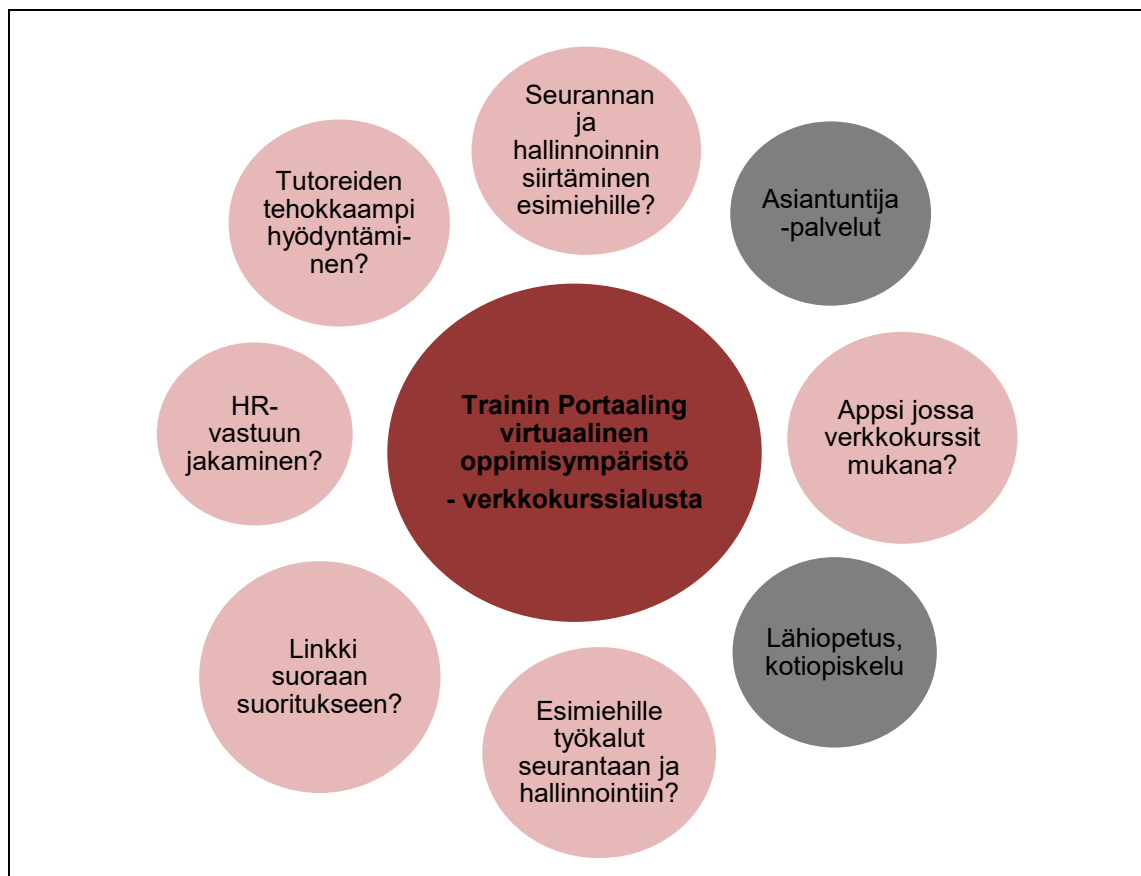 Seurannan
ja
hallinnoinnin
siirtäminen
esimiehille?
Asiantuntija
-palvelut
Appsi jossa
verkkokurssit
mukana?
Lähiopetus,
kotiopiskelu
Esimiehille
työkalut
seurantaan ja
hallinnointiin?
Linkki
suoraan
suoritukseen?
HR-
vastuun
jakaminen?
Tutoreiden
tehokkaampi
hyödyntämi-
nen?
Trainin Portaaling
virtuaalinen
oppimisympäristö
- verkkokurssialusta